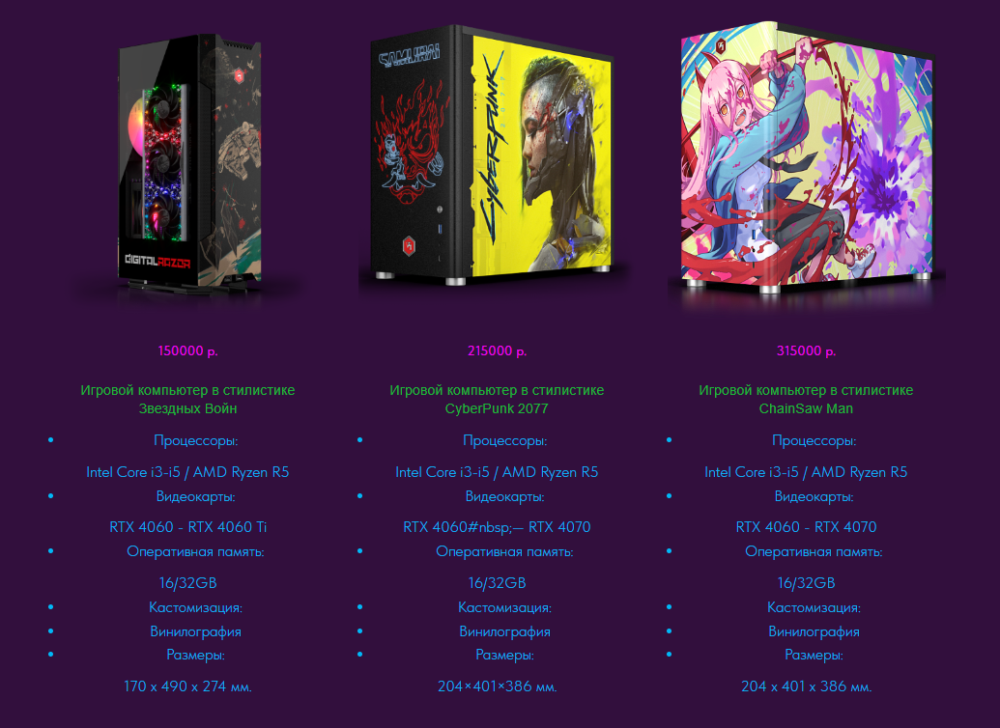 DIGITALRAZOR
SAMURAI
CYBERPUNK
2077
150000 р.
Игровой компьютер в стилистике
Звездных Войн
Процессоры:
Intel Core i3-i5 / AMD Ryzen R5
Видеокарты:
RTX 4060 - RTX 4060 Ti
Оперативная память:
16/32GB
Кастомизация:
Винилография
Размеры:
170 x 490 x 274 мм.
215000 р.
Игровой компьютер в стилистике
CyberPunk 2077
Процессоры:
Intel Core i3-i5 / AMD Ryzen R5
Видеокарты:
RTX 4060#nbsp;— RTX 4070
Оперативная память:
16/32GB
Кастомизация:
Винилография
Размеры:
204×401×386 мм.
315000 р.
Игровой компьютер в стилистике
ChainSaw Man
Процессоры:
Intel Core i3-i5 / AMD Ryzen R5
Видеокарты:
RTX 4060 - RTX 4070
Оперативная память:
16/32GB
Кастомизация:
Винилография
Размеры:
204 x 401 x 386 мм.